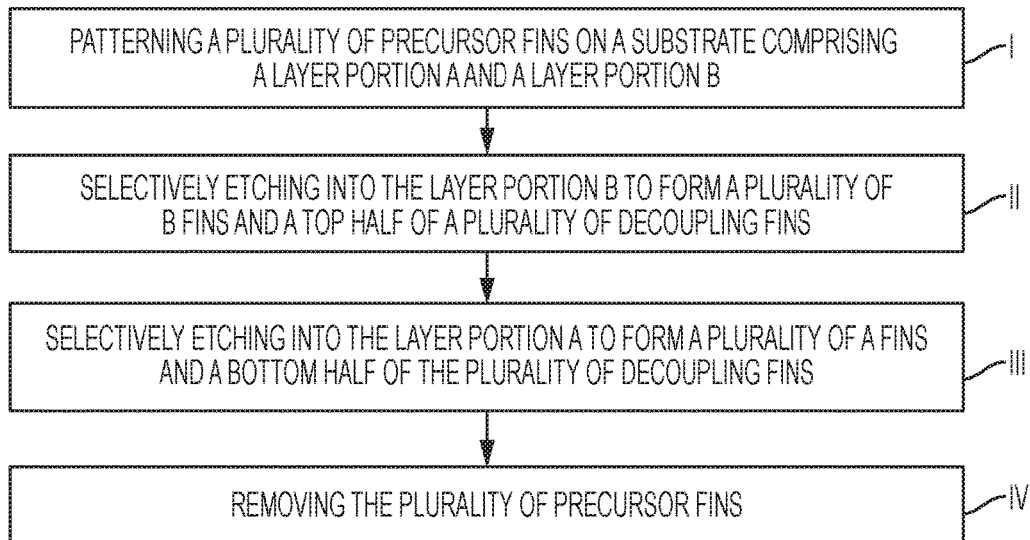 PATTERNING A PLURALITY OF PRECURSOR FINS ON A SUBSTRATE COMPRISING
A LAYER PORTION A AND A LAYER PORTION B
I
SELECTIVELY ETCHING INTO THE LAYER PORTION B TO FORM A PLURALITY OF
B FINS AND A TOP HALF OF A PLURALITY OF DECOUPLING FINS
II
SELECTIVELY ETCHING INTO THE LAYER PORTION A TO FORM A PLURALITY OF A FINS
AND A BOTTOM HALF OF THE PLURALITY OF DECOUPLING FINS
III
REMOVING THE PLURALITY OF PRECURSOR FINS
IV